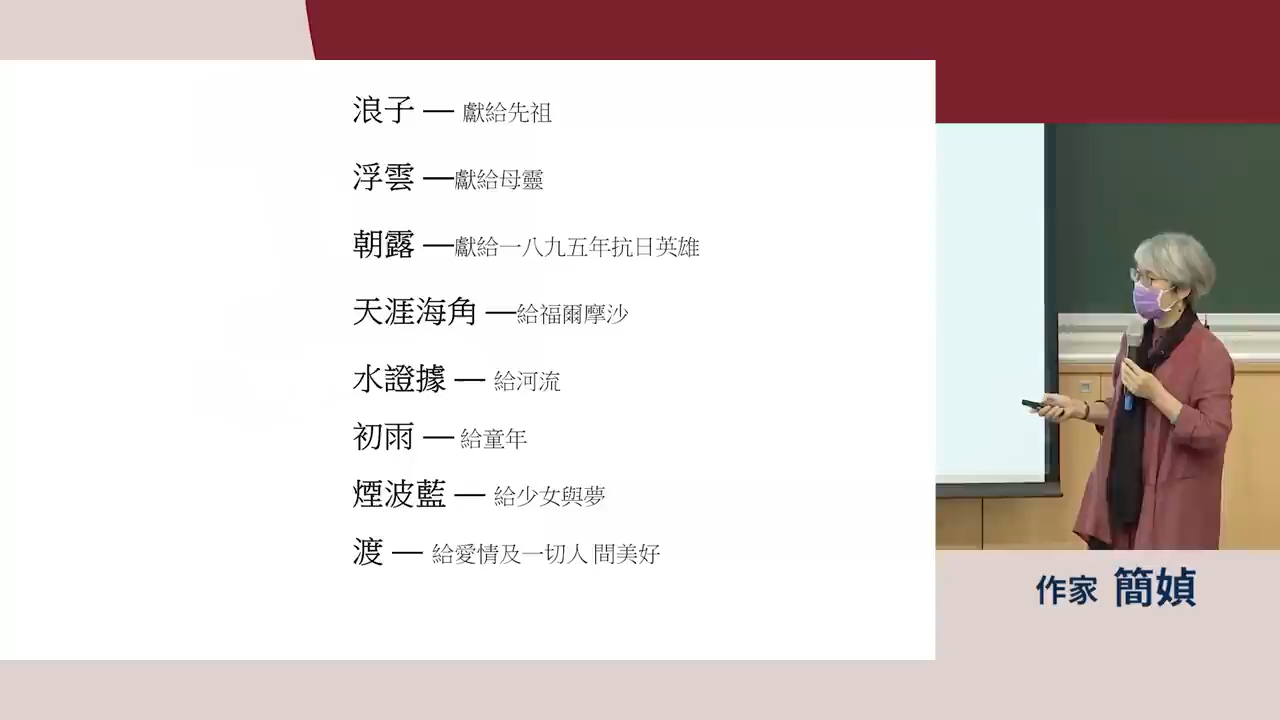 浪子 — 獻給先祖
浮雲 —獻給母靈
朝露 —獻給一八九五年抗日英雄
天涯海角 —給福爾摩沙
水證據 — 給河流
初雨 — 給童年
煙波藍 — 給少女與夢
渡 — 給愛情及一切人間美好
作家 簡媜